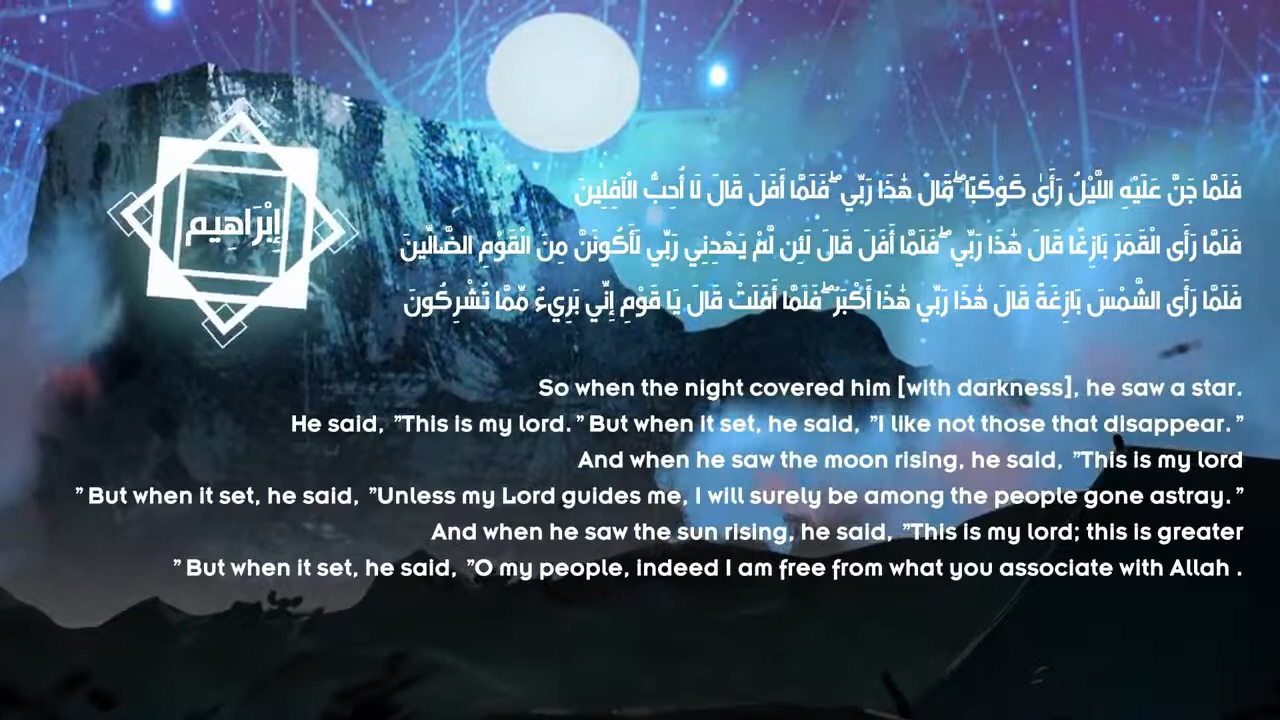 إِبْرَاهِيم
فَلَمَّا جَنَّ عَلَيْهِ اللَّيْلُ رَأَىٰ كَوْكَبًا ۖ قَالَ هَٰذَا رَبِّي ۖ فَلَمَّا أَفَلَ قَالَ لَا أُحِبُّ الْآفِلِينَ
فَلَمَّا رَأَى الْقَمَرَ بَازِغًا قَالَ هَٰذَا رَبِّي ۖ فَلَمَّا أَفَلَ قَالَ لَئِن لَّمْ يَهْدِنِي رَبِّي لَأَكُونَنَّ مِنَ الْقَوْمِ الضَّالِّينَ
فَلَمَّا رَأَى الشَّمْسَ بَازِغَةً قَالَ هَٰذَا رَبِّي هَٰذَا أَكْبَرُ ۖ فَلَمَّا أَفَلَتْ قَالَ يَا قَوْمِ إِنِّي بَرِيءٌ مِّمَّا تُشْرِكُونَ
So when the night covered him [with darkness], he saw a star.
He said, "This is my lord." But when it set, he said, "I like not those that disappear."
And when he saw the moon rising, he said, "This is my lord
" But when it set, he said, "Unless my Lord guides me, I will surely be among the people gone astray."
And when he saw the sun rising, he said, "This is my lord; this is greater
" But when it set, he said, "O my people, indeed I am free from what you associate with Allah .